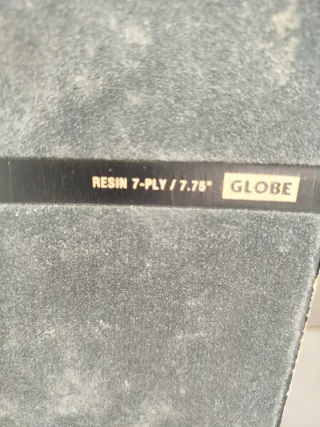 RESIN 7-PLY / 7.75" GLOBE